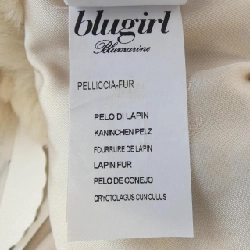 blugirl
Blumarine
PELLICCIA-FUR
PELO DI LAPIN
KANINCHEN PELZ
FOURRURE DE LAPIN
LAPIN FUR
PELO DE CONEJO
ORYCTOLAGUS CUNICULUS